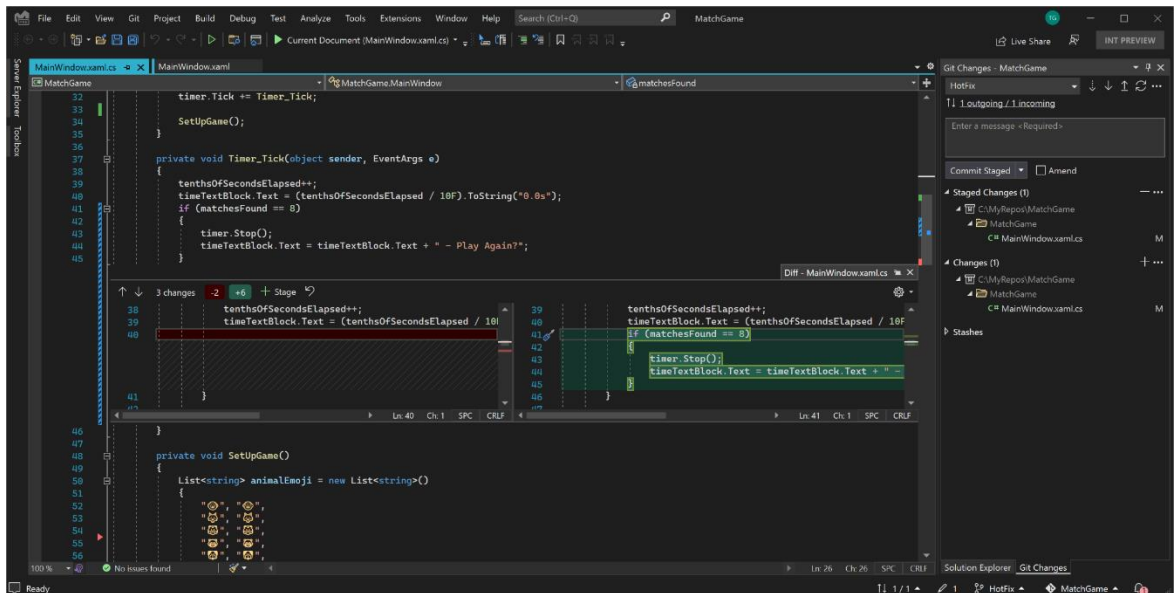 File Edit View Git Project Build Debug Test Analyze Tools Extensions Window Help Search (Ctrl+Q) MatchGame TG
Current Document (MainWindow.xaml.cs) Live Share INT PREVIEW
Server Explorer
Toolbox
MainWindow.xaml.cs MainWindow.xaml
MatchGame MatchGame.MainWindow matchesFound
32 timer.Tick += Timer_Tick;
33
34 SetUpGame();
35 }
36
37 private void Timer_Tick(object sender, EventArgs e)
38 {
39 tenthsOfSecondsElapsed++;
40 timeTextBlock.Text = (tenthsOfSecondsElapsed / 10F).ToString("0.0s");
41 if (matchesFound == 8)
42 {
43 timer.Stop();
44 timeTextBlock.Text = timeTextBlock.Text + " - Play Again?";
45 }
Diff - MainWindow.xaml.cs
3 changes -2 +6 Stage
38 tenthsOfSecondsElapsed++;
39 timeTextBlock.Text = (tenthsOfSecondsElapsed / 10
40
41 }
Ln: 40 Ch: 1 SPC CRLF
39 tenthsOfSecondsElapsed++;
40 timeTextBlock.Text = (tenthsOfSecondsElapsed / 10F
41 if (matchesFound == 8)
42 {
43 timer.Stop();
44 timeTextBlock.Text = timeTextBlock.Text + " -
45 }
46 }
47
Ln: 41 Ch: 1 SPC CRLF
46 }
47
48 private void SetUpGame()
49 {
50 List<string> animalEmoji = new List<string>()
51 {
52 "🐵", "🐵",
53
54
55
56
100 % No issues found Ln: 26 Ch: 26 SPC CRLF
Git Changes - MatchGame
HotFix
1 outgoing / 1 incoming
Enter a message <Required>
Commit Staged Amend
Staged Changes (1)
C:\MyRepos\MatchGame
MatchGame
C# MainWindow.xaml.cs M
Changes (1)
C:\MyRepos\MatchGame
MatchGame
C# MainWindow.xaml.cs M
Stashes
Solution Explorer Git Changes
Ready 1 / 1 1 HotFix MatchGame